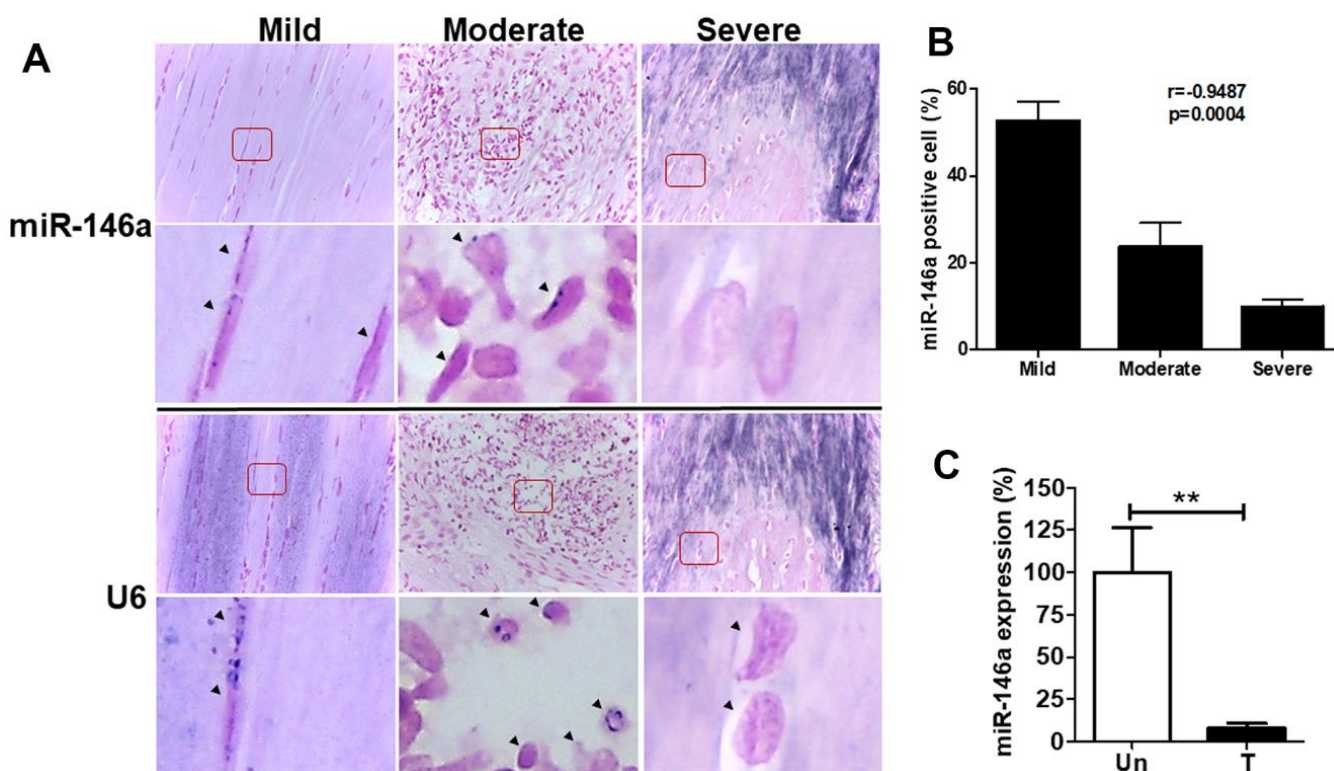 A
Mild Moderate Severe
miR-146a
U6
B
miR-146a positive cell (%)
60
40
20
0
r=-0.9487
p=0.0004
Mild Moderate Severe
C
miR-146a expression (%)
150
125
100
75
50
25
0
**
Un T